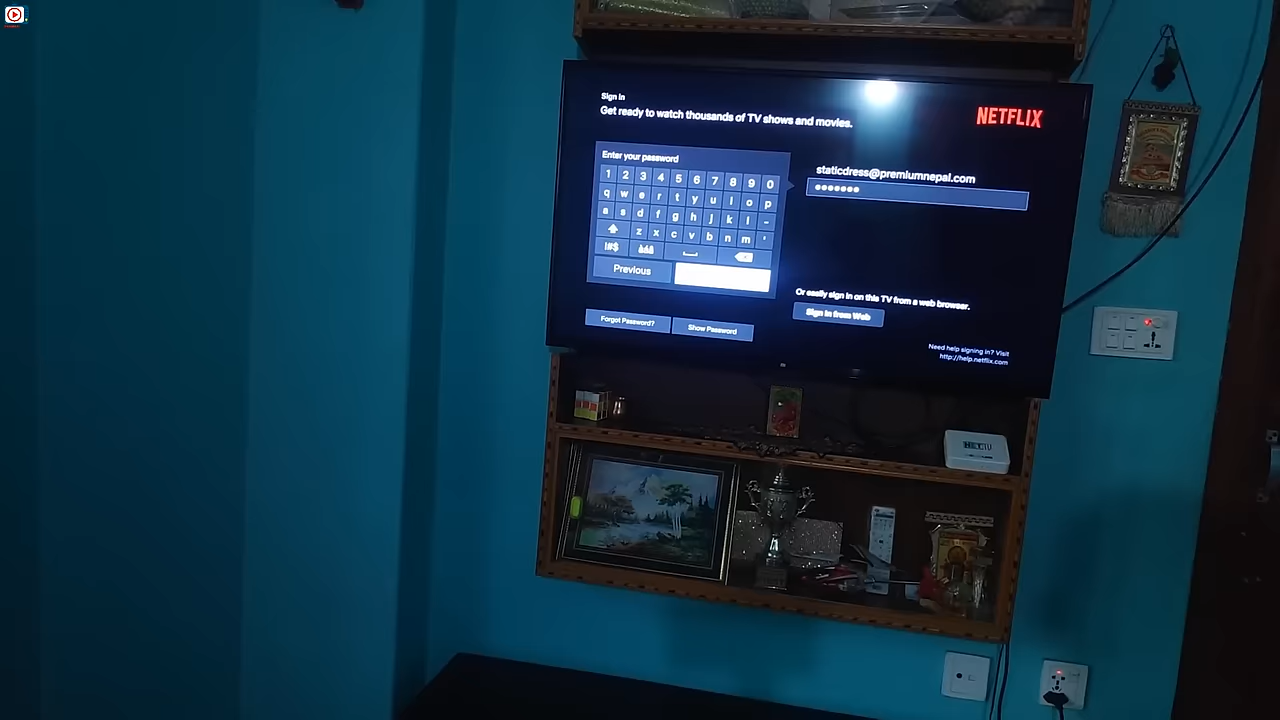 Sign In
Get ready to watch thousands of TV shows and movies.
NETFLIX
Enter your password
1 2 3 4 5 6 7 8 9 0
q w e r t y u i o p
a s d f g h j k l -
z x c v b n m '
!#$ áäâ
Previous
staticdress@premiumnepal.com
•••••••
Or easily sign in on this TV from a web browser.
Sign In from Web
Forgot Password?
Show Password
Need help signing in? Visit
http://help.netflix.com